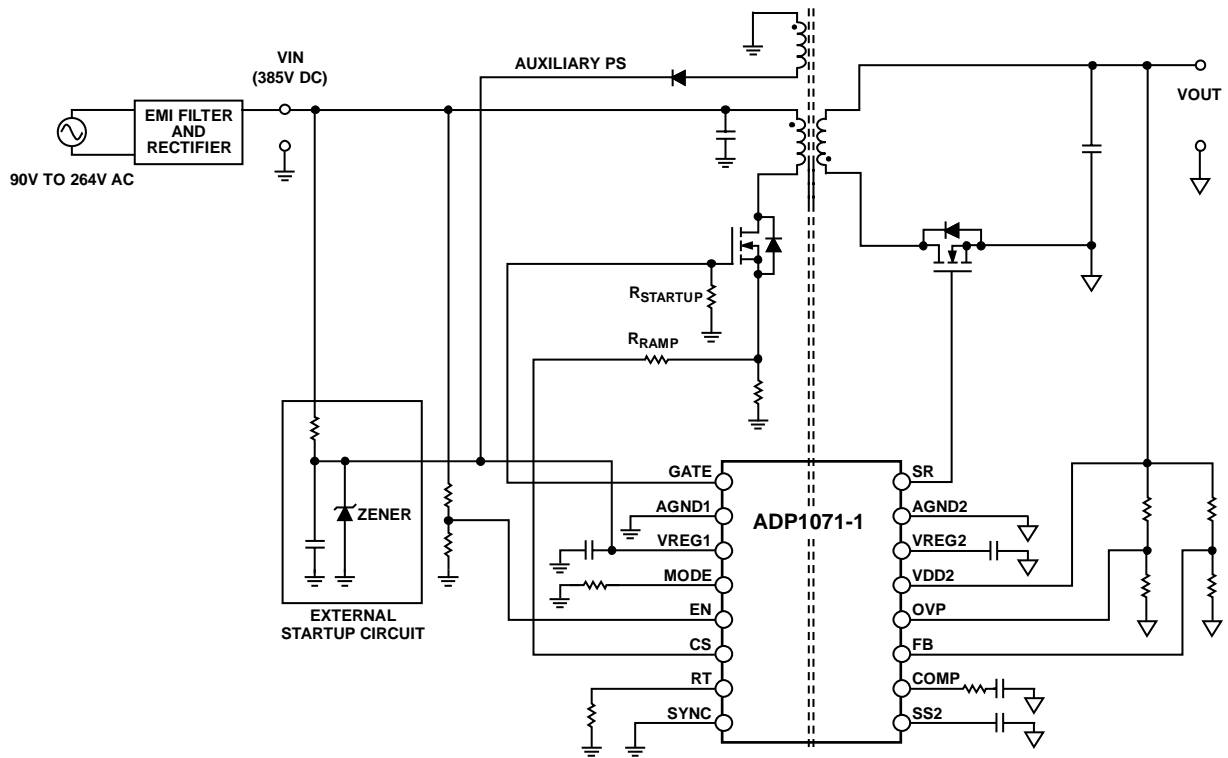 VIN
(385V DC)
AUXILIARY PS
EMI FILTER
AND
RECTIFIER
90V TO 264V AC
VOUT
RSTARTUP
RRAMP
ZENER
EXTERNAL
STARTUP CIRCUIT
ADP1071-1
GATE
AGND1
VREG1
MODE
EN
CS
RT
SYNC
SR
AGND2
VREG2
VDD2
OVP
FB
COMP
SS2